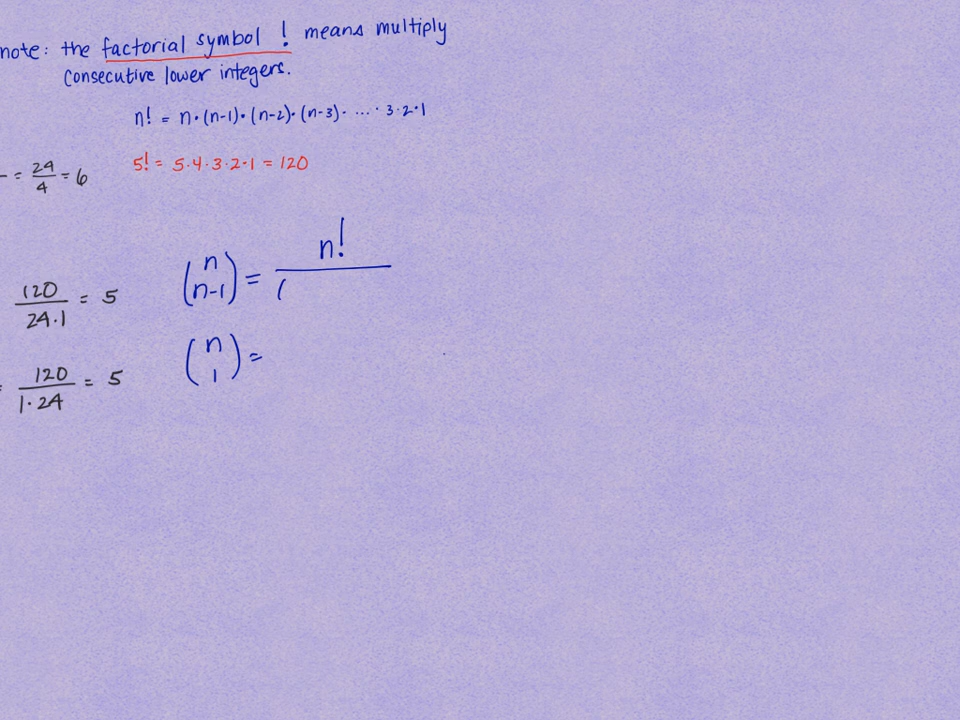 note: the factorial symbol ! means multiply
consecutive lower integers.
n! = n·(n-1)·(n-2)·(n-3)· ... ·3·2·1
= 24/4 = 6
5! = 5·4·3·2·1 = 120
120/24·1 = 5
(n n-1) = n!/(
(n 1) =
= 120/1·24 = 5